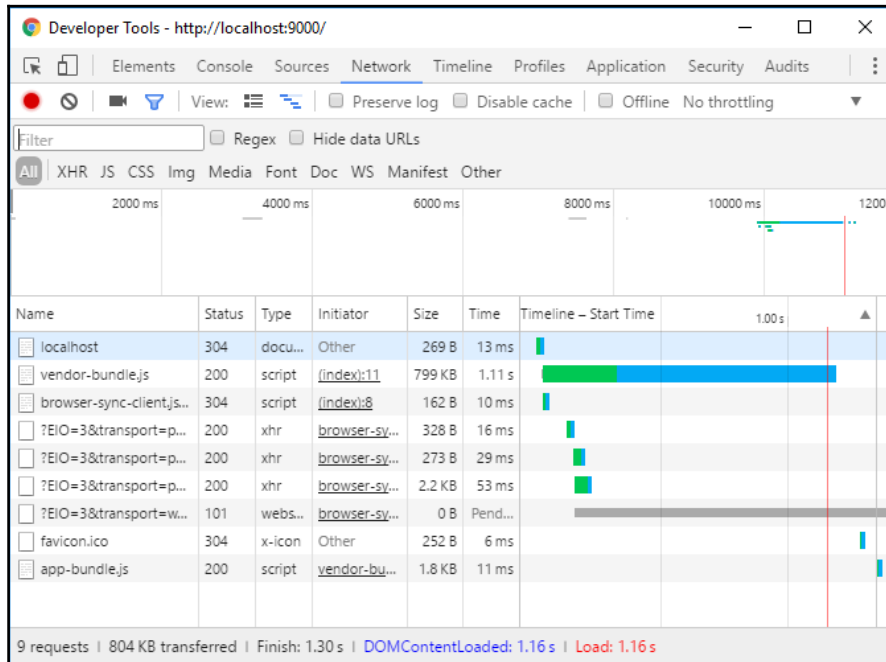 Developer Tools - http://localhost:9000/
Elements Console Sources Network Timeline Profiles Application Security Audits
View: Preserve log Disable cache Offline No throttling
Filter Regex Hide data URLs
All XHR JS CSS Img Media Font Doc WS Manifest Other
2000 ms 4000 ms 6000 ms 8000 ms 10000 ms 1200
Name Status Type Initiator Size Time Timeline – Start Time 1.00 s
localhost 304 docu... Other 269 B 13 ms
vendor-bundle.js 200 script (index):11 799 KB 1.11 s
browser-sync-client.js... 304 script (index):8 162 B 10 ms
?EIO=3&transport=p... 200 xhr browser-sy... 328 B 16 ms
?EIO=3&transport=p... 200 xhr browser-sy... 273 B 29 ms
?EIO=3&transport=p... 200 xhr browser-sy... 2.2 KB 53 ms
?EIO=3&transport=w... 101 webs... browser-sy... 0 B Pend...
favicon.ico 304 x-icon Other 252 B 6 ms
app-bundle.js 200 script vendor-bu... 1.8 KB 11 ms
9 requests | 804 KB transferred | Finish: 1.30 s | DOMContentLoaded: 1.16 s | Load: 1.16 s